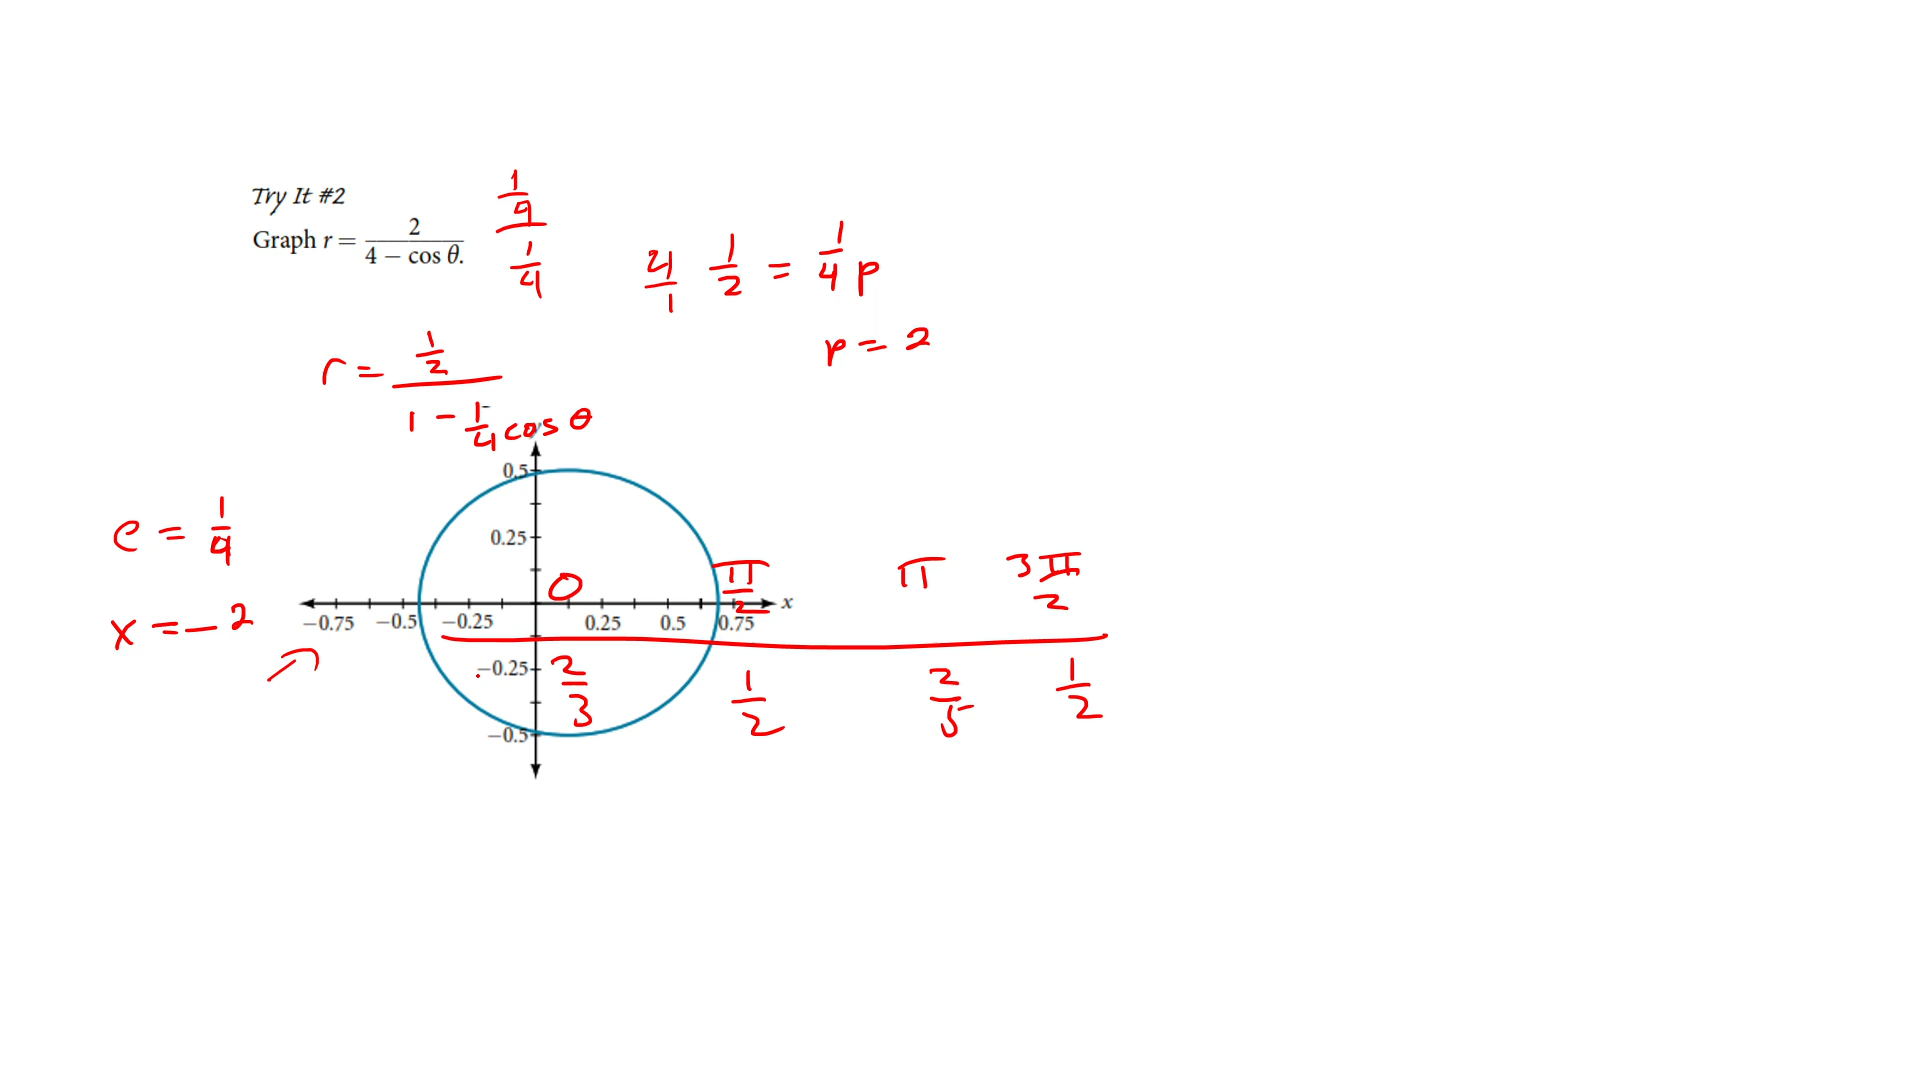 Try It #2
Graph r = 2/(4 − cos θ).
1/4
1/4
4/1 1/2 = 1/4 p
p = 2
r = (1/2)/(1 - 1/4 cos θ)
y
0.5
0.25
e = 1/4
0 π/2 π 3π/2
x
−0.75 −0.5 −0.25 0.25 0.5 0.75
x = -2
−0.25
2/3 1/2 2/5 1/2
−0.5